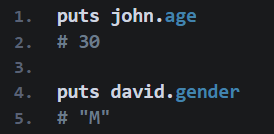 1. puts john.age
2. # 30
3.
4. puts david.gender
5. # "M"